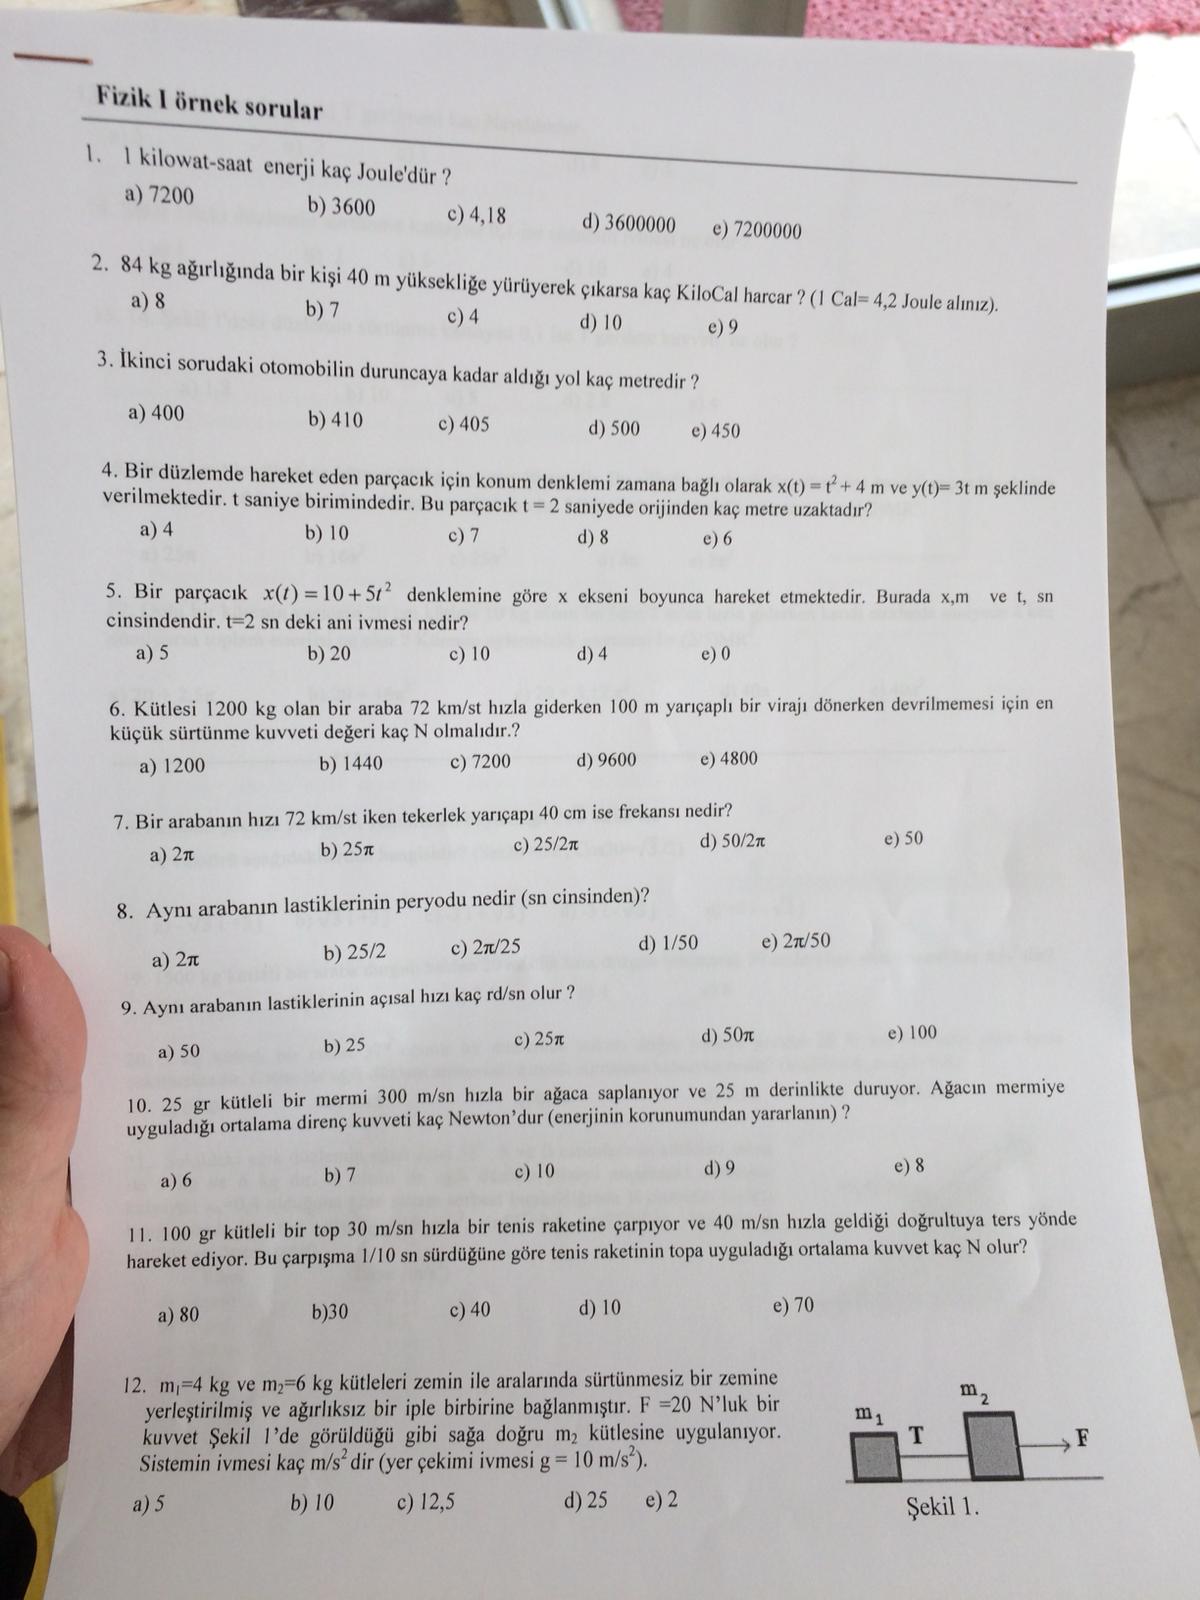 Fizik I örnek sorular
1. 1 kilowat-saat enerji kaç Joule'dür ?
a) 7200 b) 3600 c) 4,18 d) 3600000 e) 7200000
2. 84 kg ağırlığında bir kişi 40 m yüksekliğe yürüyerek çıkarsa kaç KiloCal harcar ? (1 Cal= 4,2 Joule alınız).
a) 8 b) 7 c) 4 d) 10 e) 9
3. İkinci sorudaki otomobilin duruncaya kadar aldığı yol kaç metredir ?
a) 400 b) 410 c) 405 d) 500 e) 450
4. Bir düzlemde hareket eden parçacık için konum denklemi zamana bağlı olarak x(t) = t²+ 4 m ve y(t)= 3t m şeklinde
verilmektedir. t saniye birimindedir. Bu parçacık t = 2 saniyede orijinden kaç metre uzaktadır?
a) 4 b) 10 c) 7 d) 8 e) 6
5. Bir parçacık x(t) = 10 + 5t² denklemine göre x ekseni boyunca hareket etmektedir. Burada x,m ve t, sn
cinsindendir. t=2 sn deki ani ivmesi nedir?
a) 5 b) 20 c) 10 d) 4 e) 0
6. Kütlesi 1200 kg olan bir araba 72 km/st hızla giderken 100 m yarıçaplı bir virajı dönerken devrilmemesi için en
küçük sürtünme kuvveti değeri kaç N olmalıdır.?
a) 1200 b) 1440 c) 7200 d) 9600 e) 4800
7. Bir arabanın hızı 72 km/st iken tekerlek yarıçapı 40 cm ise frekansı nedir?
a) 2π b) 25π c) 25/2π d) 50/2π e) 50
8. Aynı arabanın lastiklerinin peryodu nedir (sn cinsinden)?
a) 2π b) 25/2 c) 2π/25 d) 1/50 e) 2π/50
9. Aynı arabanın lastiklerinin açısal hızı kaç rd/sn olur ?
a) 50 b) 25 c) 25π d) 50π e) 100
10. 25 gr kütleli bir mermi 300 m/sn hızla bir ağaca saplanıyor ve 25 m derinlikte duruyor. Ağacın mermiye
uyguladığı ortalama direnç kuvveti kaç Newton'dur (enerjinin korunumundan yararlanın) ?
a) 6 b) 7 c) 10 d) 9 e) 8
11. 100 gr kütleli bir top 30 m/sn hızla bir tenis raketine çarpıyor ve 40 m/sn hızla geldiği doğrultuya ters yönde
hareket ediyor. Bu çarpışma 1/10 sn sürdüğüne göre tenis raketinin topa uyguladığı ortalama kuvvet kaç N olur?
a) 80 b)30 c) 40 d) 10 e) 70
12. m₁=4 kg ve m₂=6 kg kütleleri zemin ile aralarında sürtünmesiz bir zemine
yerleştirilmiş ve ağırlıksız bir iple birbirine bağlanmıştır. F =20 N'luk bir
kuvvet Şekil 1'de görüldüğü gibi sağa doğru m₂ kütlesine uygulanıyor.
Sistemin ivmesi kaç m/s² dir (yer çekimi ivmesi g = 10 m/s²).
a) 5 b) 10 c) 12,5 d) 25 e) 2
m₁ T m₂ F
Şekil 1.